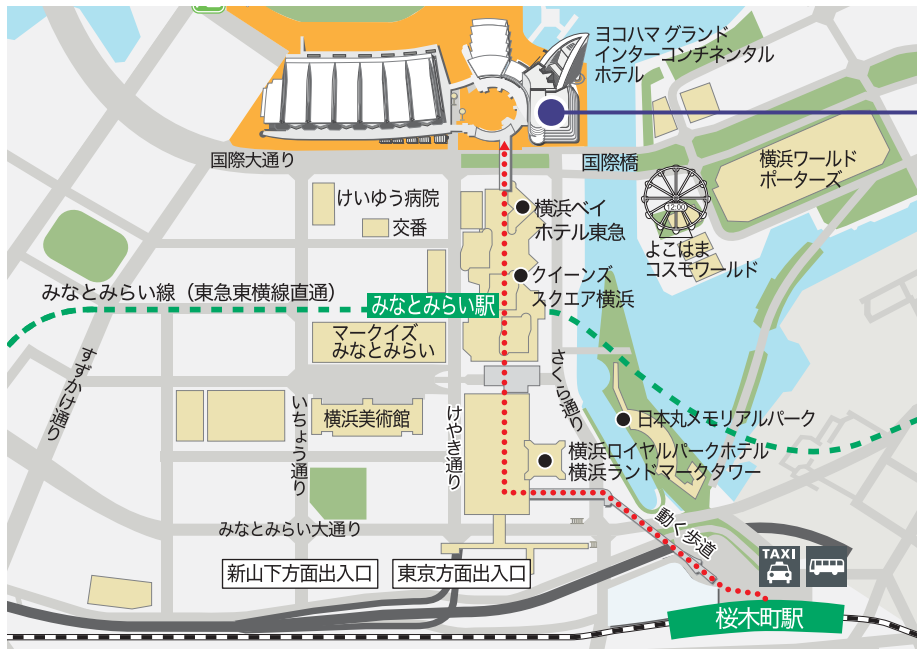 ヨコハマ グランド
インターコンチネンタル
ホテル
国際大通り
国際橋
横浜ワールド
ポーターズ
けいゆう病院
交番
横浜ベイ
ホテル東急
12:00
よこはま
コスモワールド
クイーンズ
スクエア横浜
みなとみらい線（東急東横線直通）
みなとみらい駅
マークイズ
みなとみらい
すずかけ通り
いちょう通り
横浜美術館
けやき通り
さくら通り
日本丸メモリアルパーク
横浜ロイヤルパークホテル
横浜ランドマークタワー
みなとみらい大通り
動く歩道
新山下方面出入口
東京方面出入口
TAXI
桜木町駅